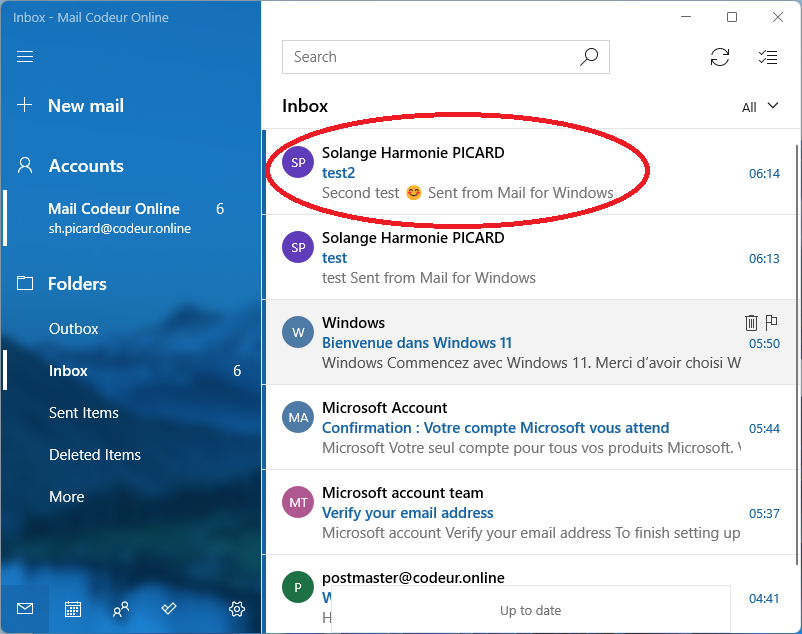 Inbox - Mail Codeur Online
New mail
Accounts
Mail Codeur Online 6
sh.picard@codeur.online
Folders
Outbox
Inbox 6
Sent Items
Deleted Items
More
Search
Inbox All
SP
Solange Harmonie PICARD
test2 06:14
Second test 😊 Sent from Mail for Windows
SP
Solange Harmonie PICARD
test 06:13
test Sent from Mail for Windows
W
Windows
Bienvenue dans Windows 11 05:50
Windows Commencez avec Windows 11. Merci d’avoir choisi W
MA
Microsoft Account
Confirmation : Votre compte Microsoft vous attend 05:44
Microsoft Votre seul compte pour tous vos produits Microsoft. V
MT
Microsoft account team
Verify your email address 05:37
Microsoft account Verify your email address To finish setting up
P
postmaster@codeur.online
W 04:41
H
Up to date